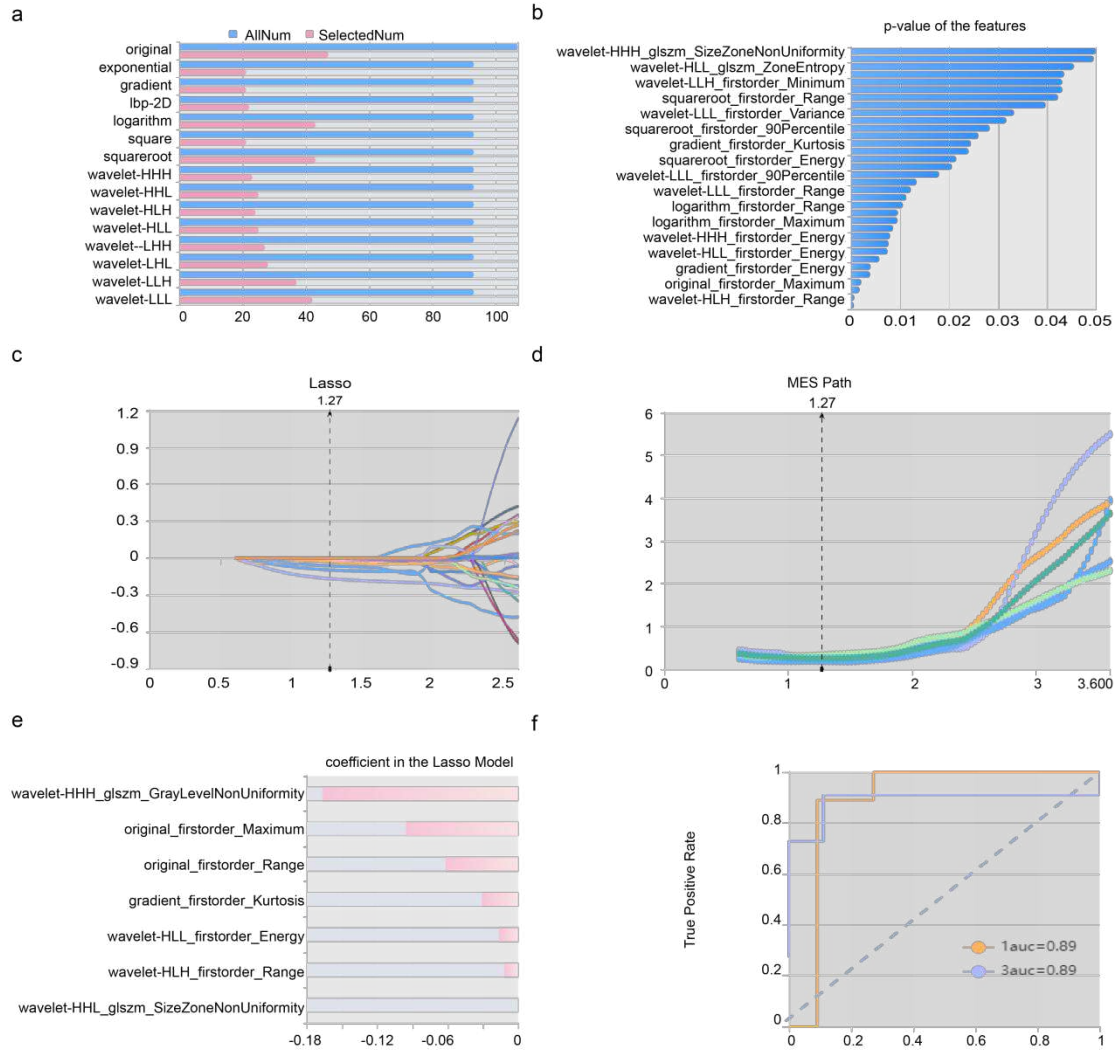 a
AllNum SelectedNum
original
exponential
gradient
lbp-2D
logarithm
square
squareroot
wavelet-HHH
wavelet-HHL
wavelet-HLH
wavelet-HLL
wavelet--LHH
wavelet-LHL
wavelet-LLH
wavelet-LLL
0 20 40 60 80 100
b
p-value of the features
wavelet-HHH_glszm_SizeZoneNonUniformity
wavelet-HLL_glszm_ZoneEntropy
wavelet-LLH_firstorder_Minimum
squareroot_firstorder_Range
wavelet-LLL_firstorder_Variance
squareroot_firstorder_90Percentile
gradient_firstorder_Kurtosis
squareroot_firstorder_Energy
wavelet-LLL_firstorder_90Percentile
wavelet-LLL_firstorder_Range
logarithm_firstorder_Range
logarithm_firstorder_Maximum
wavelet-HHH_firstorder_Energy
wavelet-HLL_firstorder_Energy
gradient_firstorder_Energy
original_firstorder_Maximum
wavelet-HLH_firstorder_Range
0 0.01 0.02 0.03 0.04 0.05
c
Lasso
1.27
1.2
0.9
0.6
0.3
0
-0.3
-0.6
-0.9
0 0.5 1 1.5 2 2.5
d
MES Path
1.27
6
5
4
3
2
1
0
0 1 2 3 3.600
e
coefficient in the Lasso Model
wavelet-HHH_glszm_GrayLevelNonUniformity
original_firstorder_Maximum
original_firstorder_Range
gradient_firstorder_Kurtosis
wavelet-HLL_firstorder_Energy
wavelet-HLH_firstorder_Range
wavelet-HHL_glszm_SizeZoneNonUniformity
-0.18 -0.12 -0.06 0
f
True Positive Rate
1
0.8
0.6
0.4
0.2
0
1auc=0.89
3auc=0.89
0.2 0.4 0.6 0.8 1